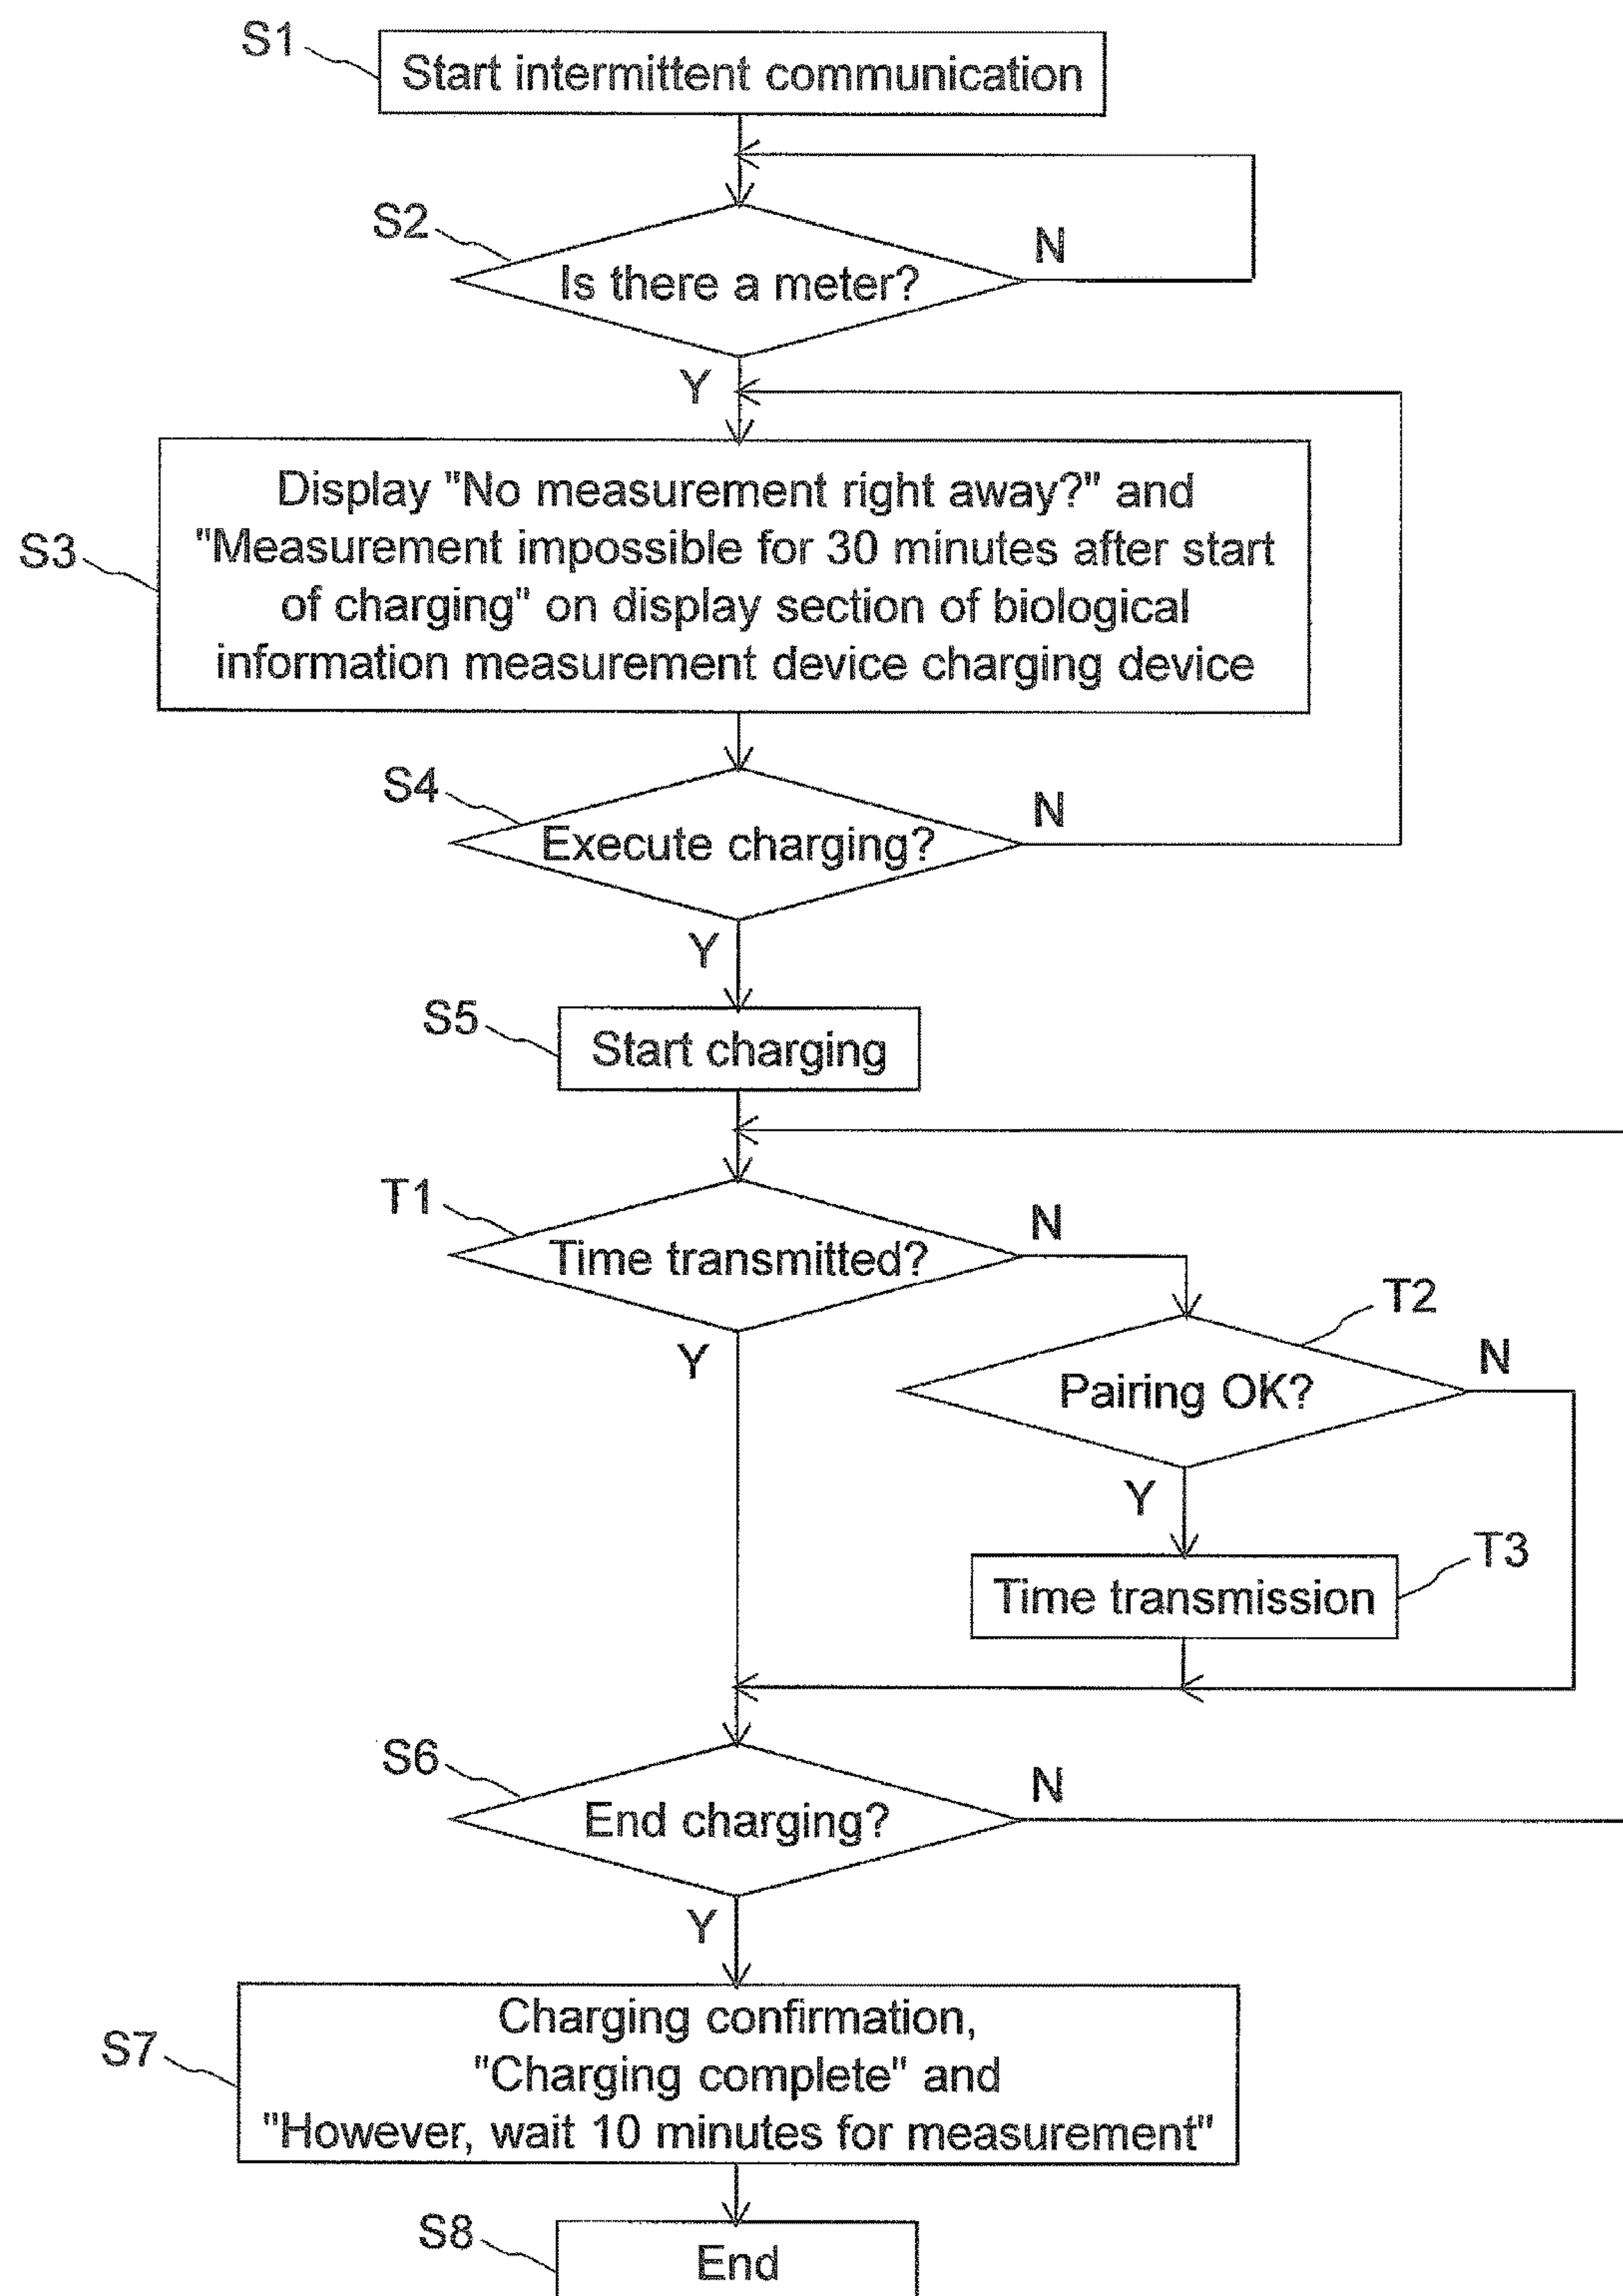 S1
Start intermittent communication
S2
Is there a meter?
N
Y
S3
Display "No measurement right away?" and
"Measurement impossible for 30 minutes after start
of charging" on display section of biological
information measurement device charging device
S4
Execute charging?
N
Y
S5
Start charging
T1
Time transmitted?
N
Y
T2
Pairing OK?
N
Y
T3
Time transmission
S6
End charging?
N
Y
S7
Charging confirmation,
"Charging complete" and
"However, wait 10 minutes for measurement"
S8
End